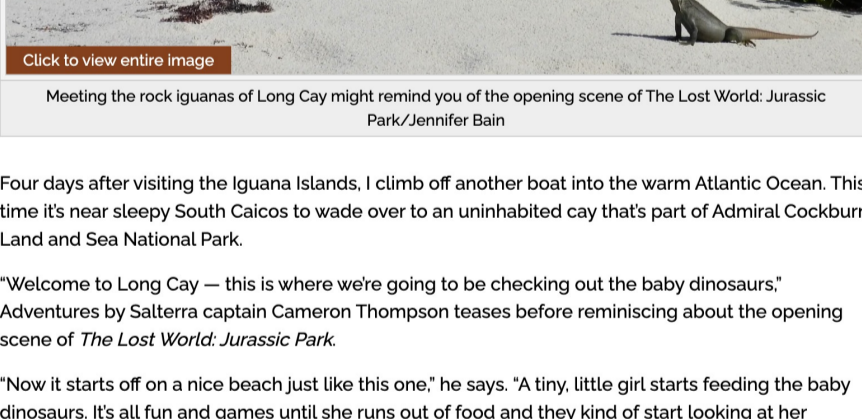 Click to view entire image
Meeting the rock iguanas of Long Cay might remind you of the opening scene of The Lost World: Jurassic
Park/Jennifer Bain
Four days after visiting the Iguana Islands, I climb off another boat into the warm Atlantic Ocean. This
time it’s near sleepy South Caicos to wade over to an uninhabited cay that’s part of Admiral Cockburn
Land and Sea National Park.
“Welcome to Long Cay — this is where we’re going to be checking out the baby dinosaurs,”
Adventures by Salterra captain Cameron Thompson teases before reminiscing about the opening
scene of The Lost World: Jurassic Park.
“Now it starts off on a nice beach just like this one,” he says. “A tiny, little girl starts feeding the baby
dinosaurs. It’s all fun and games until she runs out of food and they kind of start looking at her